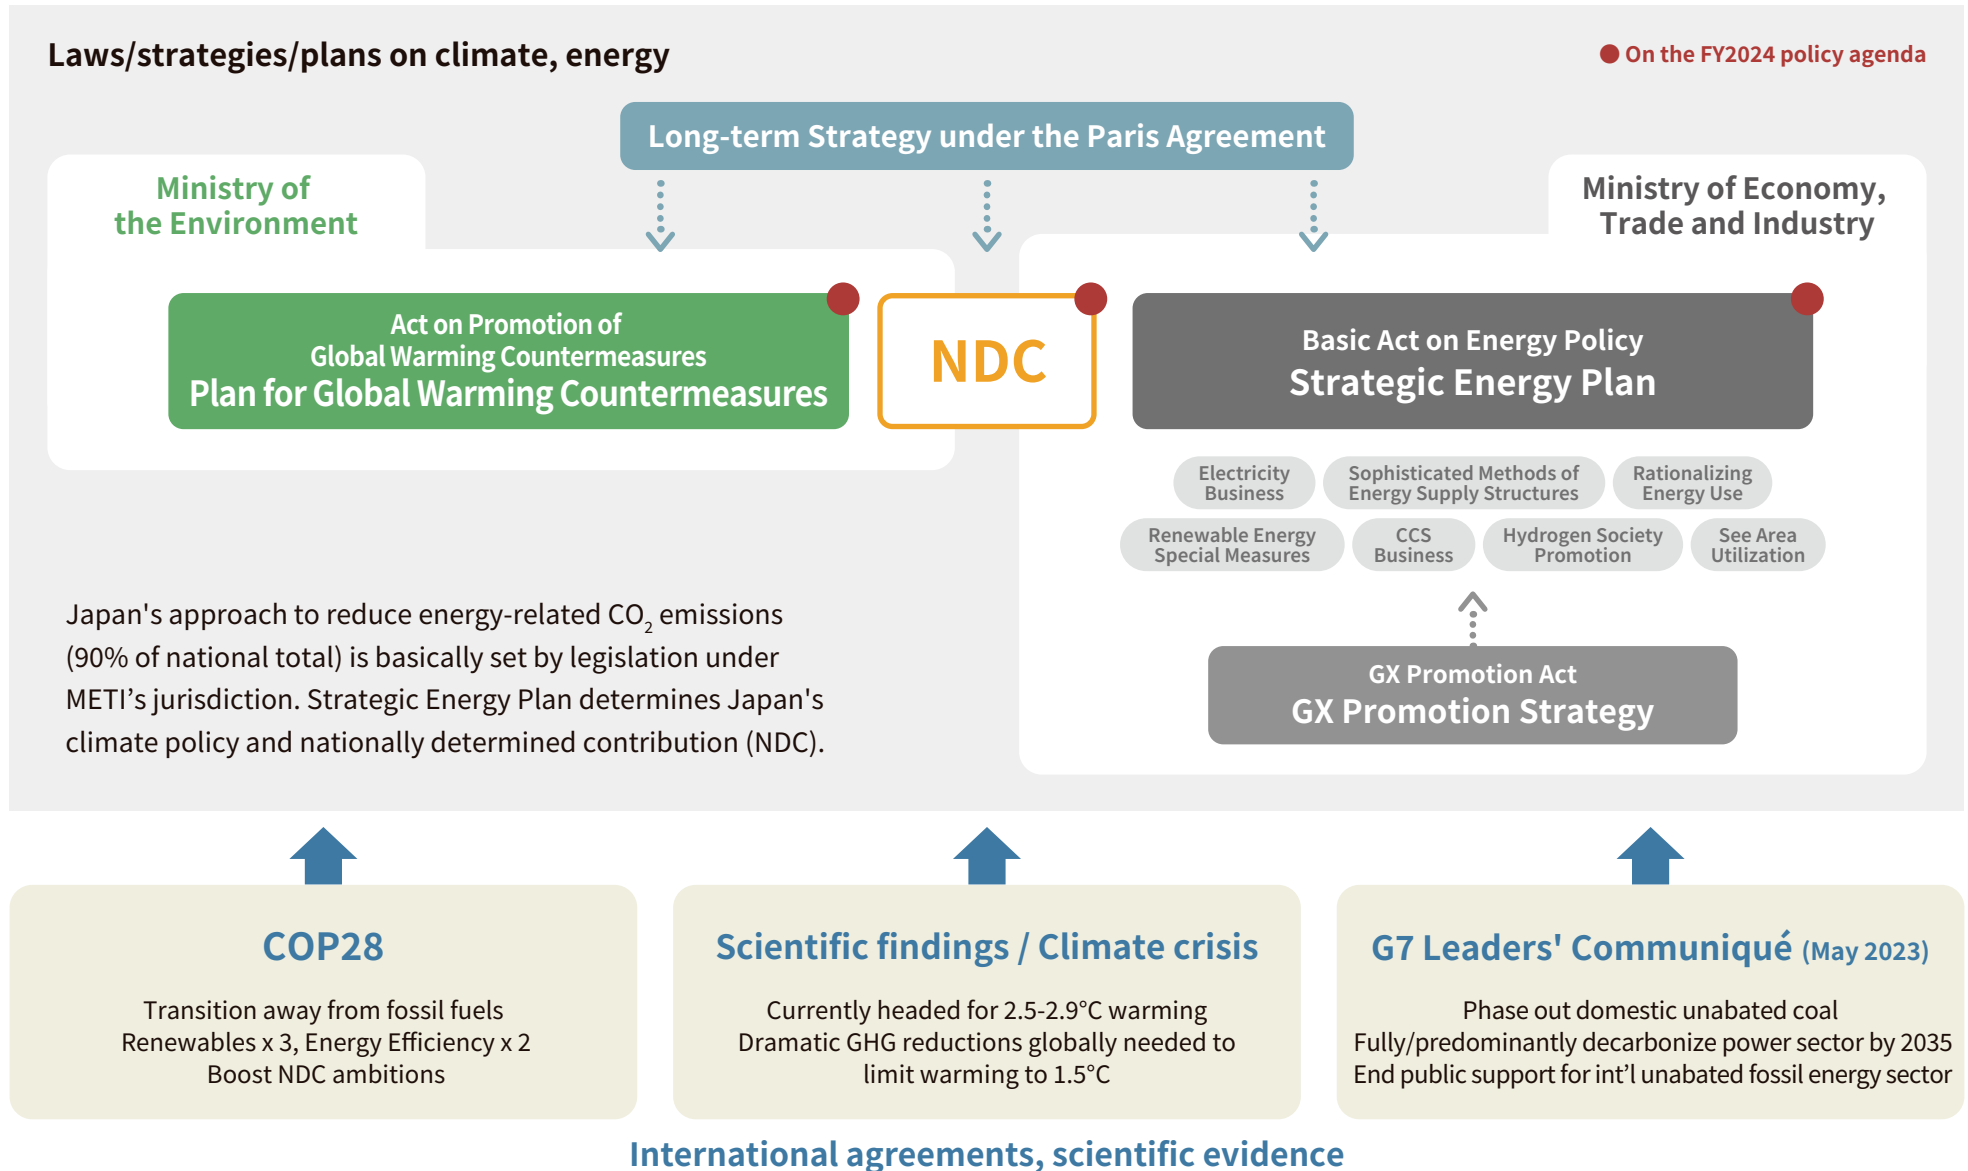 Laws/strategies/plans on climate, energy
On the FY2024 policy agenda
Long-term Strategy under the Paris Agreement
Ministry of
the Environment
Ministry of Economy,
Trade and Industry
Act on Promotion of
Global Warming Countermeasures
Plan for Global Warming Countermeasures
NDC
Basic Act on Energy Policy
Strategic Energy Plan
Electricity
Business
Sophisticated Methods of
Energy Supply Structures
Rationalizing
Energy Use
Renewable Energy
Special Measures
CCS
Business
Hydrogen Society
Promotion
See Area
Utilization
GX Promotion Act
GX Promotion Strategy
Japan's approach to reduce energy-related CO₂ emissions
(90% of national total) is basically set by legislation under
METI’s jurisdiction. Strategic Energy Plan determines Japan's
climate policy and nationally determined contribution (NDC).
COP28
Transition away from fossil fuels
Renewables x 3, Energy Efficiency x 2
Boost NDC ambitions
Scientific findings / Climate crisis
Currently headed for 2.5-2.9°C warming
Dramatic GHG reductions globally needed to
limit warming to 1.5°C
G7 Leaders' Communiqué (May 2023)
Phase out domestic unabated coal
Fully/predominantly decarbonize power sector by 2035
End public support for int’l unabated fossil energy sector
International agreements, scientific evidence